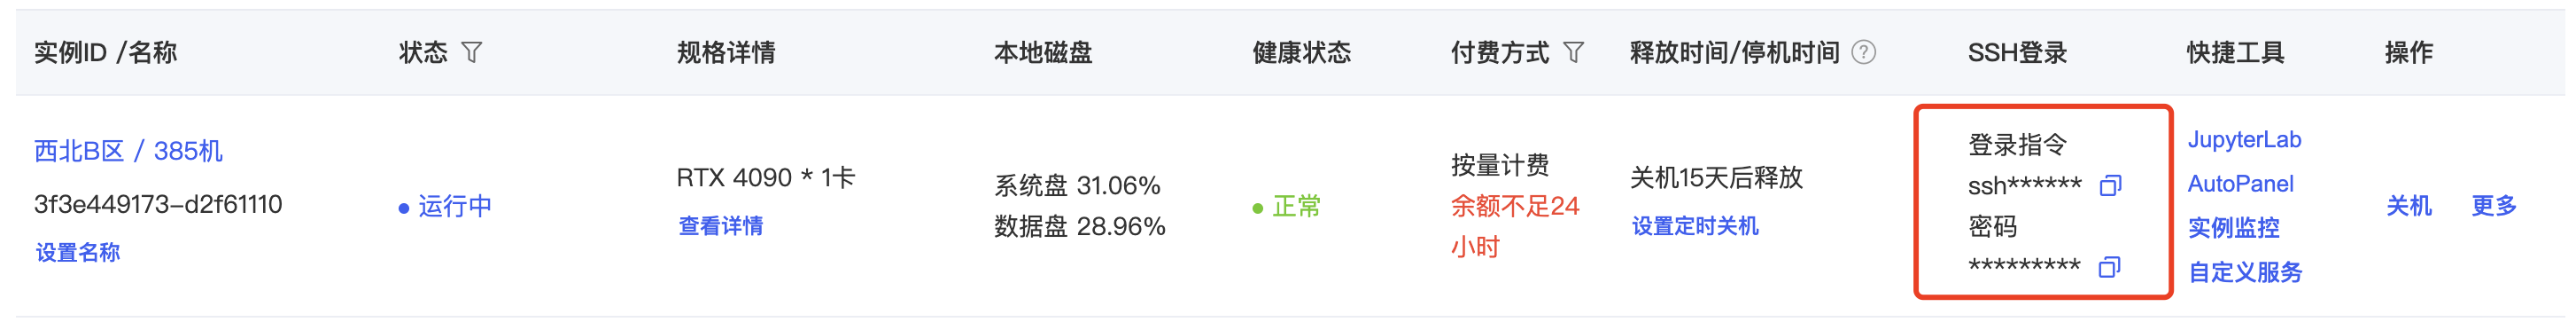 实例ID /名称 状态 规格详情 本地磁盘 健康状态 付费方式 释放时间/停机时间 ? SSH登录 快捷工具 操作
西北B区 / 385机
3f3e449173-d2f61110
设置名称
运行中
RTX 4090 * 1卡
查看详情
系统盘 31.06%
数据盘 28.96%
正常
按量计费
余额不足24
小时
关机15天后释放
设置定时关机
登录指令
ssh******
密码
*********
JupyterLab
AutoPanel
实例监控
自定义服务
关机 更多